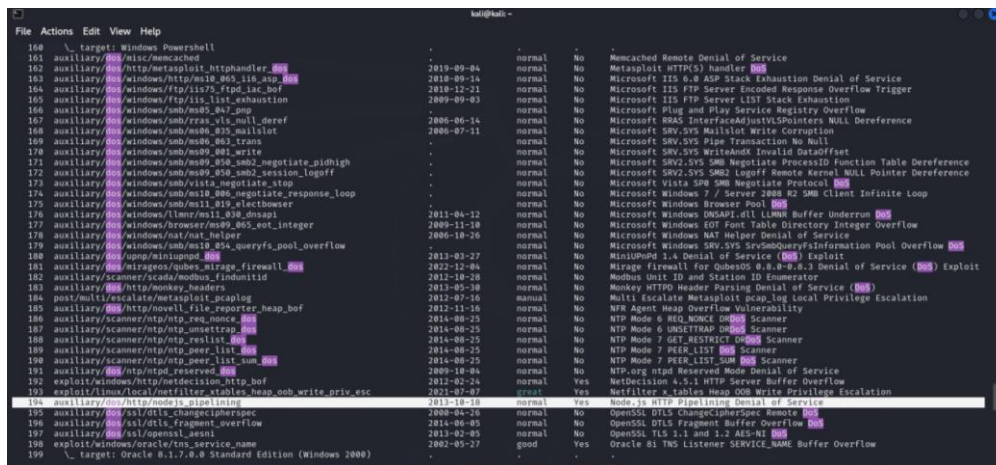 kali@kali: ~
File Actions Edit View Help
160 \_ target: Windows Powershell . . . .
161 auxiliary/dos/misc/memcached . normal No Memcached Remote Denial of Service
162 auxiliary/dos/http/metasploit_httphandler_dos 2019-09-04 normal No Metasploit HTTP(S) handler DoS
163 auxiliary/dos/windows/http/ms10_065_ii6_asp_dos 2010-09-14 normal No Microsoft IIS 6.0 ASP Stack Exhaustion Denial of Service
164 auxiliary/dos/windows/ftp/iis75_ftpd_iac_bof 2010-12-21 normal No Microsoft IIS FTP Server Encoded Response Overflow Trigger
165 auxiliary/dos/windows/ftp/iis_list_exhaustion 2009-09-03 normal No Microsoft IIS FTP Server LIST Stack Exhaustion
166 auxiliary/dos/windows/smb/ms05_047_pnp . normal No Microsoft Plug and Play Service Registry Overflow
167 auxiliary/dos/windows/smb/rras_vls_null_deref 2006-06-14 normal No Microsoft RRAS InterfaceAdjustVLSPointers NULL Dereference
168 auxiliary/dos/windows/smb/ms06_035_mailslot 2006-07-11 normal No Microsoft SRV.SYS Mailslot Write Corruption
169 auxiliary/dos/windows/smb/ms06_063_trans . normal No Microsoft SRV.SYS Pipe Transaction No Null
170 auxiliary/dos/windows/smb/ms09_001_write . normal No Microsoft SRV.SYS WriteAndX Invalid DataOffset
171 auxiliary/dos/windows/smb/ms09_050_smb2_negotiate_pidhigh . normal No Microsoft SRV2.SYS SMB Negotiate ProcessID Function Table Dereference
172 auxiliary/dos/windows/smb/ms09_050_smb2_session_logoff . normal No Microsoft SRV2.SYS SMB2 Logoff Remote Kernel NULL Pointer Dereference
173 auxiliary/dos/windows/smb/vista_negotiate_stop . normal No Microsoft Vista SP0 SMB Negotiate Protocol DoS
174 auxiliary/dos/windows/smb/ms10_006_negotiate_response_loop . normal No Microsoft Windows 7 / Server 2008 R2 SMB Client Infinite Loop
175 auxiliary/dos/windows/smb/ms11_019_electbowser . normal No Microsoft Windows Browser Pool DoS
176 auxiliary/dos/windows/llmnr/ms11_030_dnsapi 2011-04-12 normal No Microsoft Windows DNSAPI.dll LLMNR Buffer Underrun DoS
177 auxiliary/dos/windows/browser/ms09_065_eot_integer 2009-11-10 normal No Microsoft Windows EOT Font Table Directory Integer Overflow
178 auxiliary/dos/windows/nat/nat_helper 2006-10-26 normal No Microsoft Windows NAT Helper Denial of Service
179 auxiliary/dos/windows/smb/ms10_054_queryfs_pool_overflow . normal No Microsoft Windows SRV.SYS SrvSmbQueryFsInformation Pool Overflow DoS
180 auxiliary/dos/upnp/miniupnpd_dos 2013-03-27 normal No MiniUPnPd 1.4 Denial of Service (DoS) Exploit
181 auxiliary/dos/mirageos/qubes_mirage_firewall_dos 2022-12-04 normal No Mirage firewall for QubesOS 0.8.0-0.8.3 Denial of Service (DoS) Exploit
182 auxiliary/scanner/scada/modbus_findunitid 2012-10-28 normal No Modbus Unit ID and Station ID Enumerator
183 auxiliary/dos/http/monkey_headers 2013-05-30 normal No Monkey HTTPD Header Parsing Denial of Service (DoS)
184 post/multi/escalate/metasploit_pcaplog 2012-07-16 manual No Multi Escalate Metasploit pcap_log Local Privilege Escalation
185 auxiliary/dos/http/novell_file_reporter_heap_bof 2012-11-16 normal No NFR Agent Heap Overflow Vulnerability
186 auxiliary/scanner/ntp/ntp_req_nonce_dos 2014-08-25 normal No NTP Mode 6 REQ_NONCE DRDoS Scanner
187 auxiliary/scanner/ntp/ntp_unsettrap_dos 2014-08-25 normal No NTP Mode 6 UNSETTRAP DRDoS Scanner
188 auxiliary/scanner/ntp/ntp_reslist_dos 2014-08-25 normal No NTP Mode 7 GET_RESTRICT DRDoS Scanner
189 auxiliary/scanner/ntp/ntp_peer_list_dos 2014-08-25 normal No NTP Mode 7 PEER_LIST DoS Scanner
190 auxiliary/scanner/ntp/ntp_peer_list_sum_dos 2014-08-25 normal No NTP Mode 7 PEER_LIST_SUM DoS Scanner
191 auxiliary/dos/ntp/ntpd_reserved_dos 2009-10-04 normal No NTP.org ntpd Reserved Mode Denial of Service
192 exploit/windows/http/netdecision_http_bof 2012-02-24 normal Yes NetDecision 4.5.1 HTTP Server Buffer Overflow
193 exploit/linux/local/netfilter_xtables_heap_oob_write_priv_esc 2021-07-07 great Yes Netfilter x_tables Heap OOB Write Privilege Escalation
194 auxiliary/dos/http/nodejs_pipelining 2013-10-18 normal Yes Node.js HTTP Pipelining Denial of Service
195 auxiliary/dos/ssl/dtls_changecipherspec 2000-04-26 normal No OpenSSL DTLS ChangeCipherSpec Remote DoS
196 auxiliary/dos/ssl/dtls_fragment_overflow 2014-06-05 normal No OpenSSL DTLS Fragment Buffer Overflow DoS
197 auxiliary/dos/ssl/openssl_aesni 2013-02-05 normal No OpenSSL TLS 1.1 and 1.2 AES-NI DoS
198 exploit/windows/oracle/tns_service_name 2002-05-27 good Yes Oracle 8i TNS Listener SERVICE_NAME Buffer Overflow
199 \_ target: Oracle 8.1.7.0.0 Standard Edition (Windows 2000) . . . .